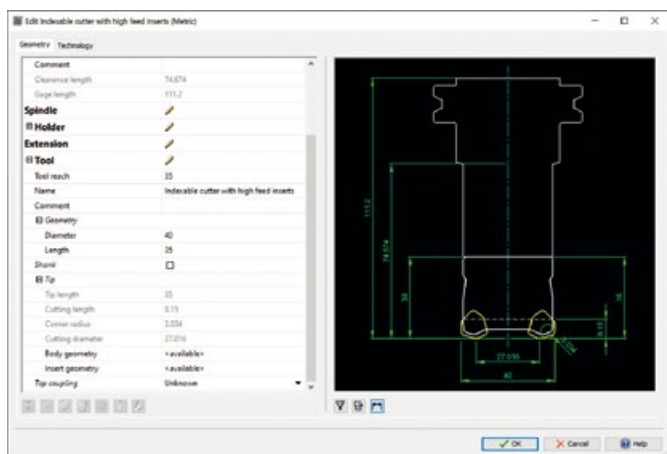 Edit Indexable cutter with high feed inserts (Metric)
Geometry Technology
Comment
Clearance length 74.674
Gage length 111.2
Spindle
Holder
Extension
Tool
Tool reach 35
Name Indexable cutter with high feed inserts
Comment
Geometry
Diameter 40
Length 35
Shank
Tip
Tip length 35
Cutting length 8.15
Corner radius
Cutting diameter 27.016
Body geometry <available>
Insert geometry <available>
Top coupling Unknown
111.2
74.674
27.016
40
OK Cancel Help